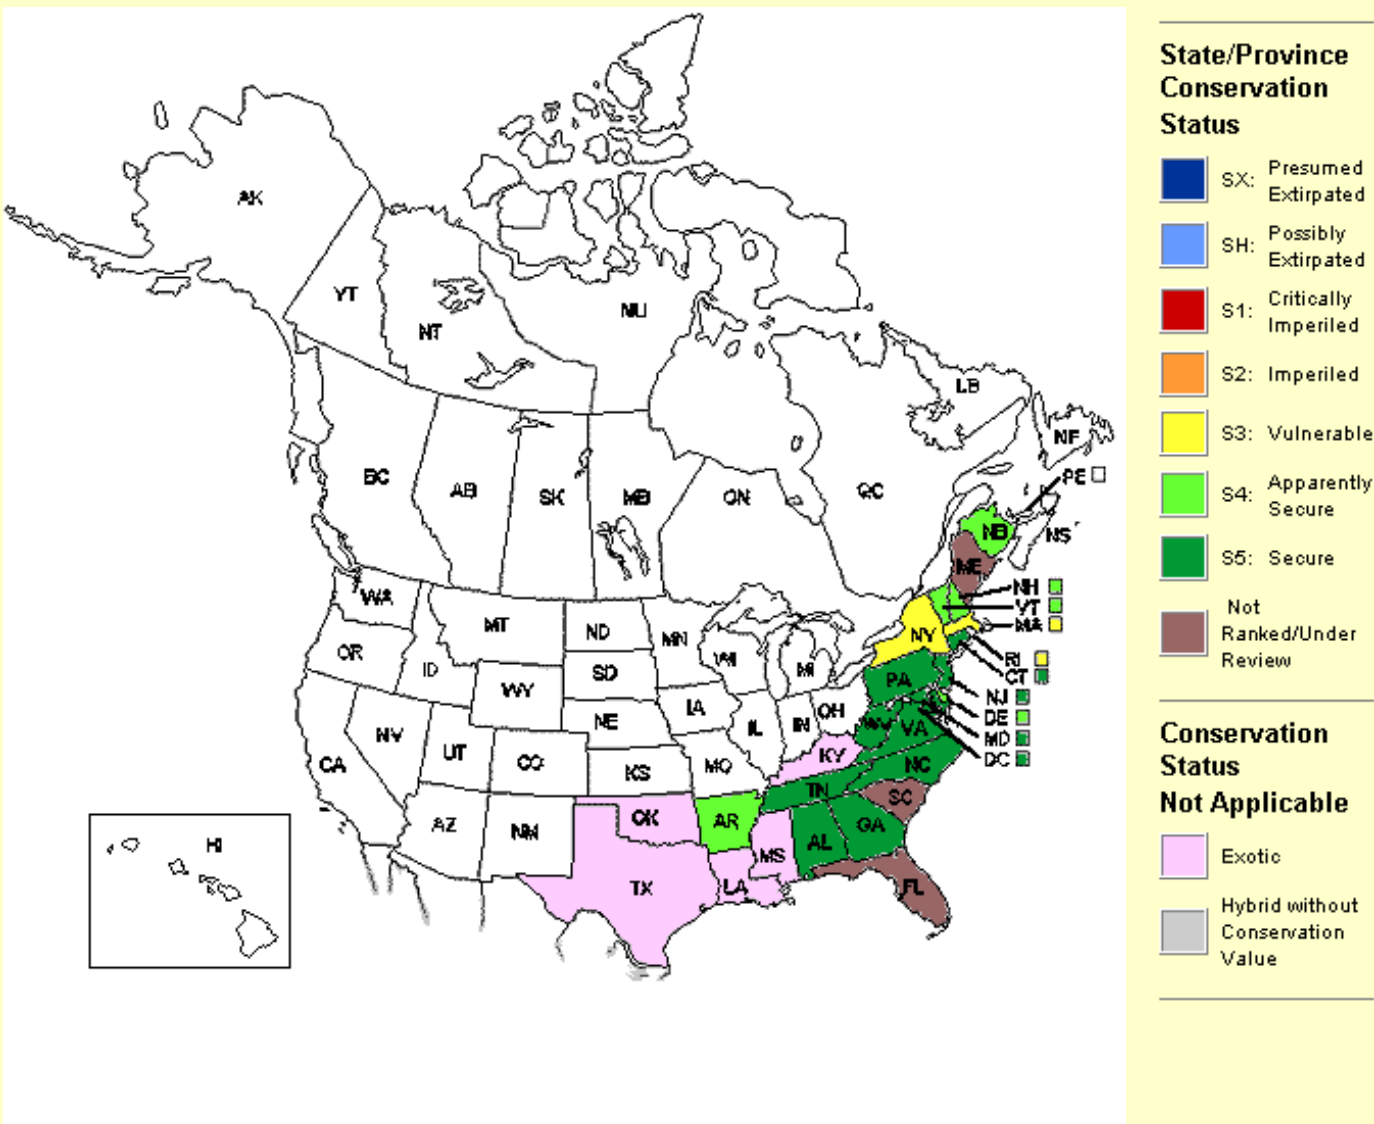 AK
YT
NT
NU
BC
AB
SK
MB
ON
QC
LB
NF
PE
NS
NB
ME
NH
VT
MA
RI
CT
NJ
DE
MD
DC
WA
MT
ND
MN
OR
ID
SD
WI
MI
NY
WY
PA
IA
NE
OH
IL
IN
NV
UT
WV
VA
CA
CO
KS
MO
KY
NC
TN
AZ
NM
OK
AR
SC
AL
GA
MS
TX
LA
FL
HI
State/Province
Conservation
Status
SX: Presumed
Extirpated
SH: Possibly
Extirpated
S1: Critically
Imperiled
S2: Imperiled
S3: Vulnerable
S4: Apparently
Secure
S5: Secure
Not
Ranked/Under
Review
Conservation
Status
Not Applicable
Exotic
Hybrid without
Conservation
Value